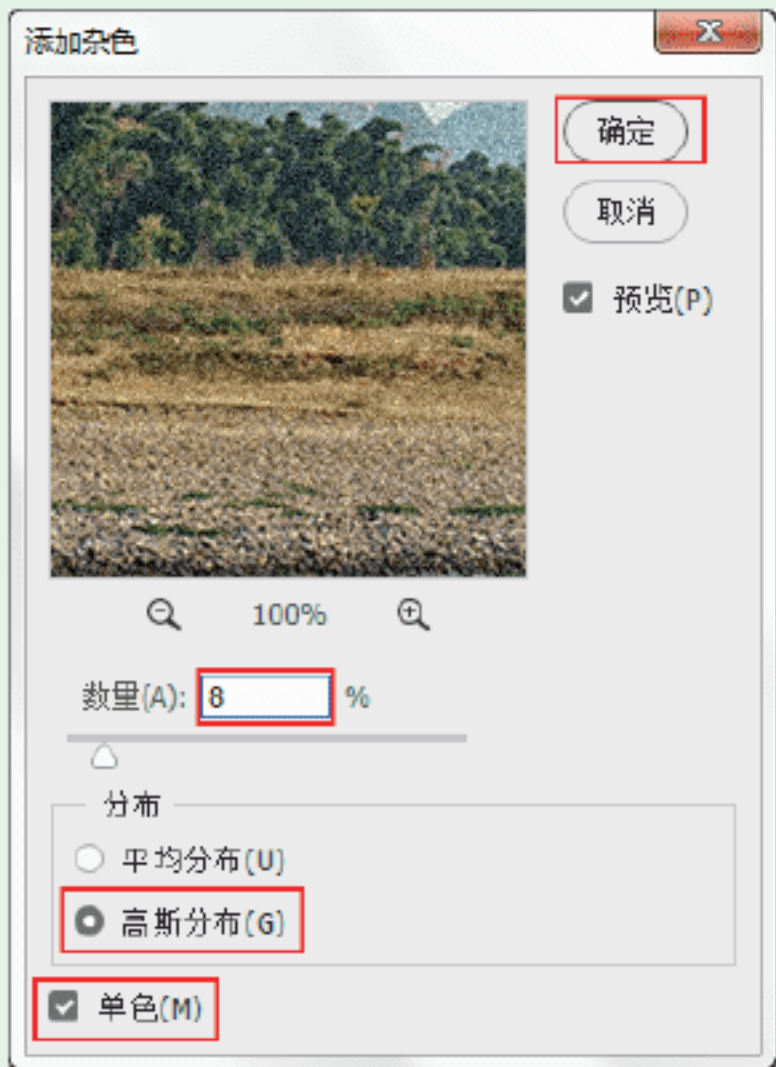 添加杂色
确定
取消
预览(P)
100%
数量(A): 8 %
分布
平均分布(U)
高斯分布(G)
单色(M)